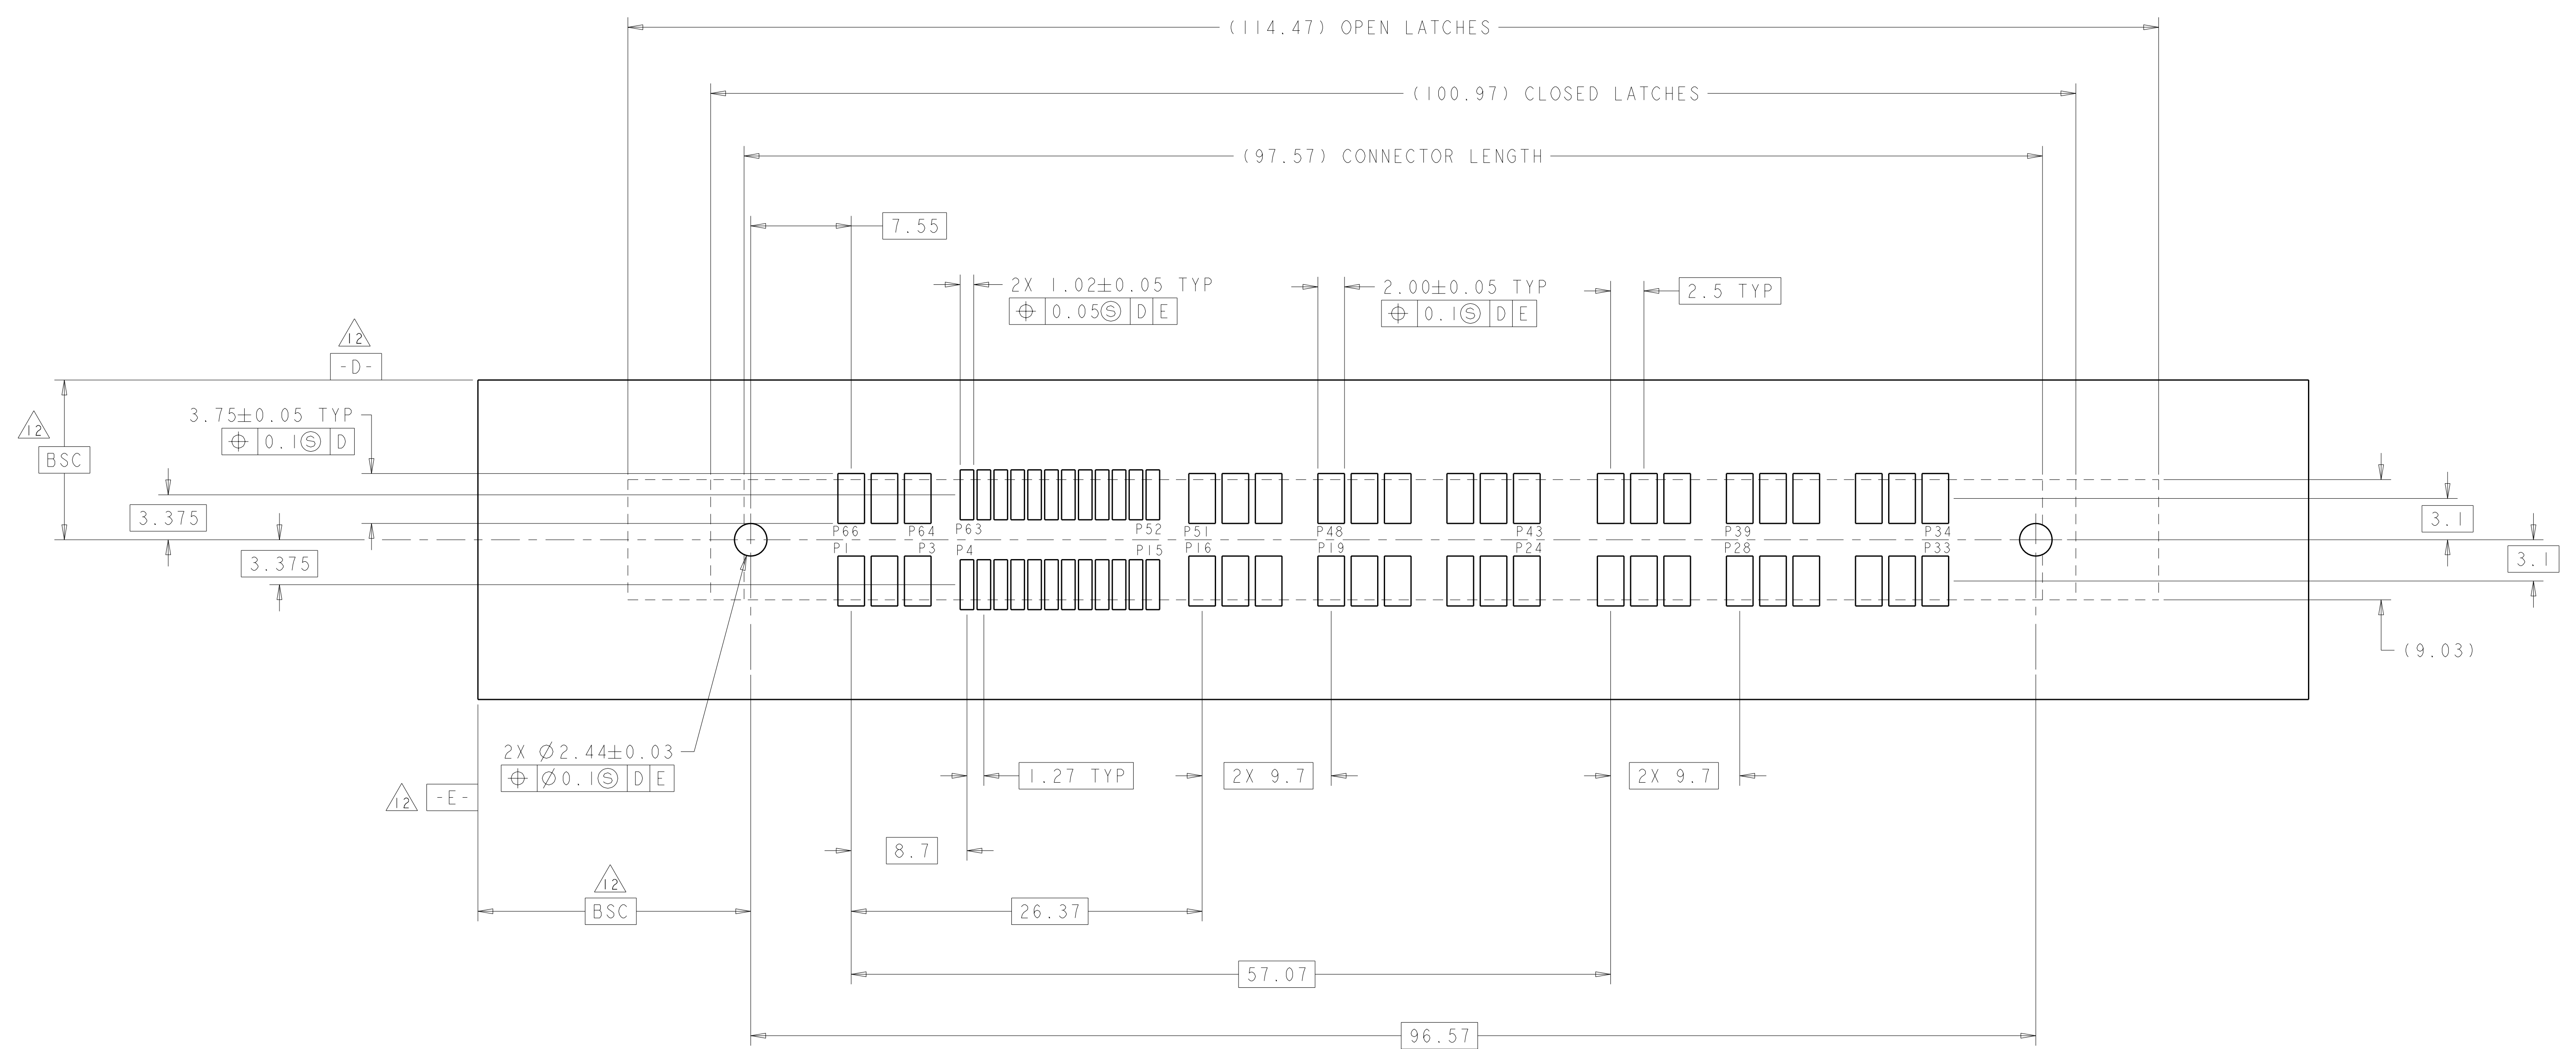 (114.47) OPEN LATCHES
(100.97) CLOSED LATCHES
(97.57) CONNECTOR LENGTH
7.55
2X 1.02±0.05 TYP
⌖ 0.05Ⓢ D E
2.00±0.05 TYP
⌖ 0.1Ⓢ D E
2.5 TYP
12
-D-
3.75±0.05 TYP
⌖ 0.1Ⓢ D
12
BSC
3.375
3.375
P66 P64 P63 P52 P51 P48 P43 P39 P34
P1 P3 P4 P15 P16 P19 P24 P28 P33
3.1
3.1
(9.03)
2X Ø2.44±0.03
⌖ Ø0.1Ⓢ D E
12
-E-
1.27 TYP
2X 9.7
2X 9.7
8.7
12
BSC
26.37
57.07
96.57